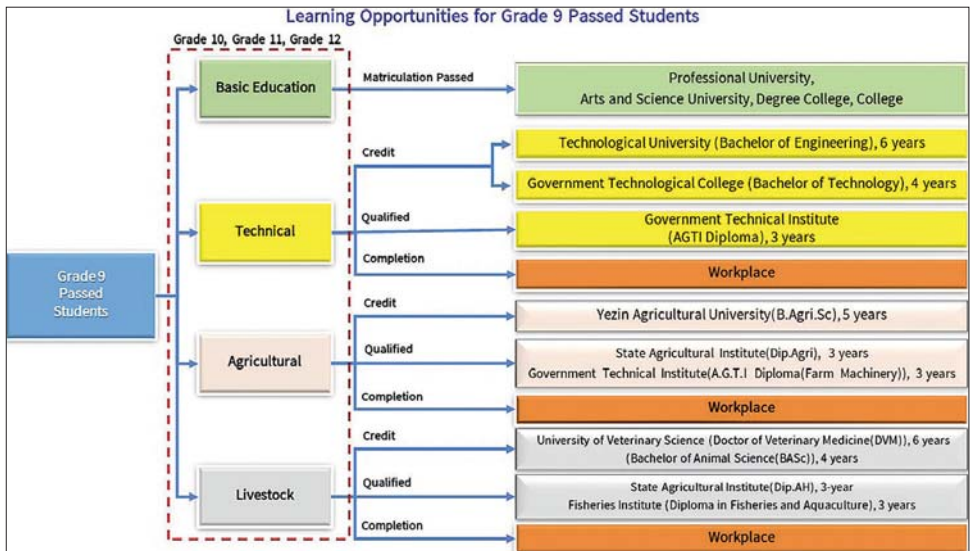 Learning Opportunities for Grade 9 Passed Students
Grade 10, Grade 11, Grade 12
Grade 9
Passed
Students
Basic Education
Matriculation Passed
Professional University,
Arts and Science University, Degree College, College
Technical
Credit
Technological University (Bachelor of Engineering), 6 years
Government Technological College (Bachelor of Technology), 4 years
Qualified
Government Technical Institute
(AGTI Diploma), 3 years
Completion
Workplace
Agricultural
Credit
Yezin Agricultural University(B.Agri.Sc), 5 years
Qualified
State Agricultural Institute(Dip.Agri), 3 years
Government Technical Institute(A.G.T.I Diploma(Farm Machinery)), 3 years
Completion
Workplace
Livestock
Credit
University of Veterinary Science (Doctor of Veterinary Medicine(DVM)), 6 years
(Bachelor of Animal Science(BASc)), 4 years
Qualified
State Agricultural Institute(Dip.AH), 3-year
Fisheries Institute (Diploma in Fisheries and Aquaculture), 3 years
Completion
Workplace